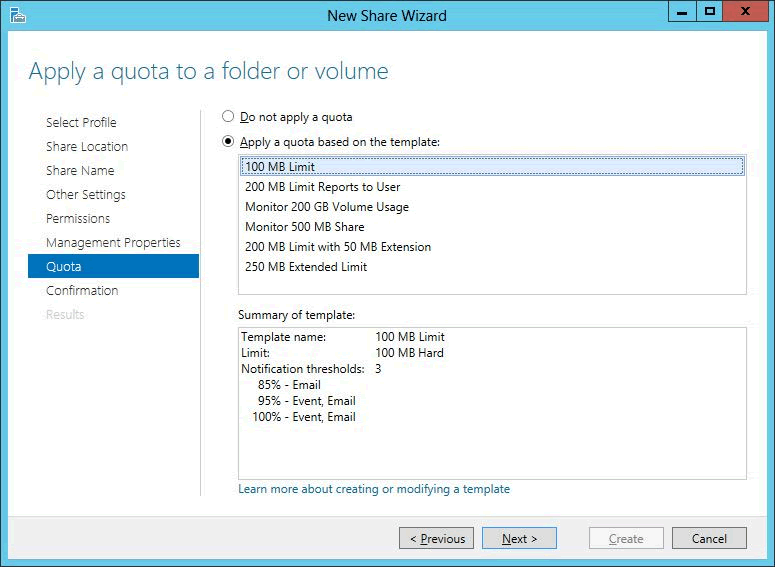 New Share Wizard
X
Apply a quota to a folder or volume
Select Profile
Share Location
Share Name
Other Settings
Permissions
Management Properties
Quota
Confirmation
Results
Do not apply a quota
Apply a quota based on the template:
100 MB Limit
200 MB Limit Reports to User
Monitor 200 GB Volume Usage
Monitor 500 MB Share
200 MB Limit with 50 MB Extension
250 MB Extended Limit
Summary of template:
Template name: 100 MB Limit
Limit: 100 MB Hard
Notification thresholds: 3
85% - Email
95% - Event, Email
100% - Event, Email
Learn more about creating or modifying a template
< Previous
Next >
Create
Cancel